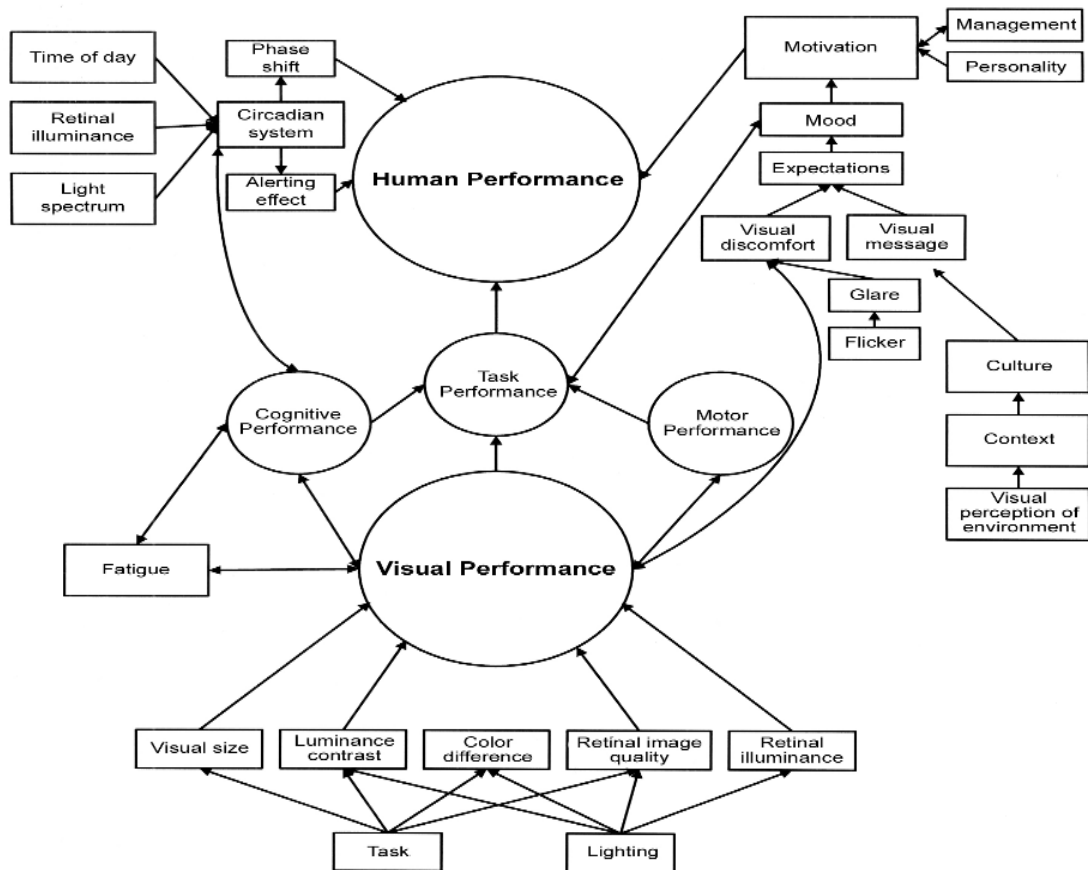 Time of day
Phase
shift
Motivation
Management
Personality
Retinal
illuminance
Circadian
system
Mood
Light
spectrum
Alerting
effect
Human Performance
Expectations
Visual
discomfort
Visual
message
Glare
Flicker
Culture
Task
Performance
Cognitive
Performance
Motor
Performance
Context
Visual
perception of
environment
Fatigue
Visual Performance
Visual size
Luminance
contrast
Color
difference
Retinal image
quality
Retinal
illuminance
Task
Lighting